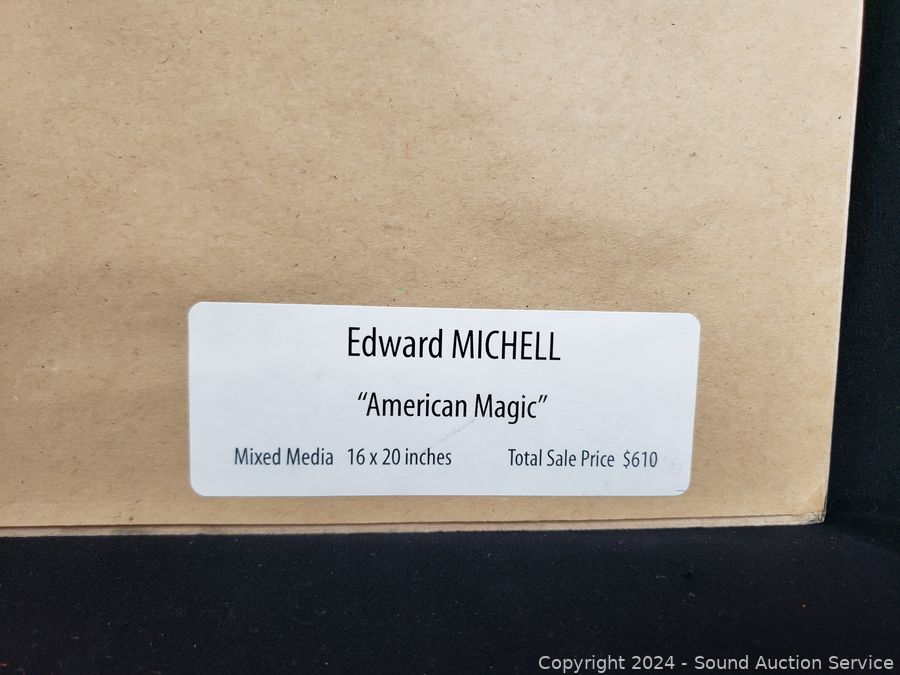 Edward MICHELL
“American Magic”
Mixed Media 16 x 20 inches Total Sale Price $610
Copyright 2024 - Sound Auction Service